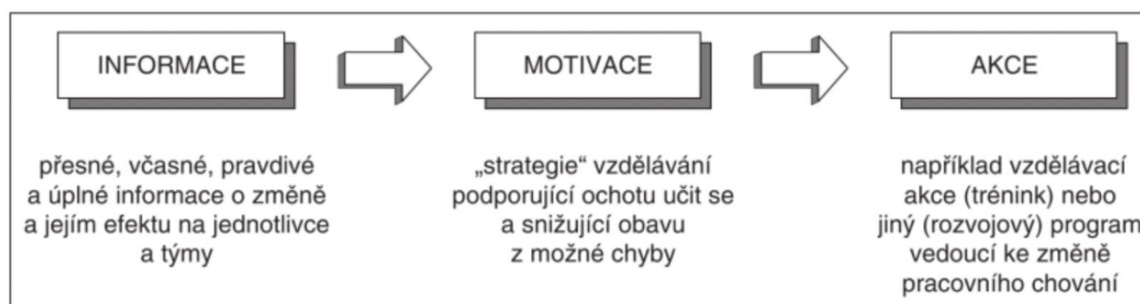 INFORMACE
MOTIVACE
AKCE
přesné, včasné, pravdivé
a úplné informace o změně
a jejím efektu na jednotlivce
a týmy
„strategie“ vzdělávání
podporující ochotu učit se
a snižující obavu
z možné chyby
například vzdělávací
akce (trénink) nebo
jiný (rozvojový) program
vedoucí ke změně
pracovního chování